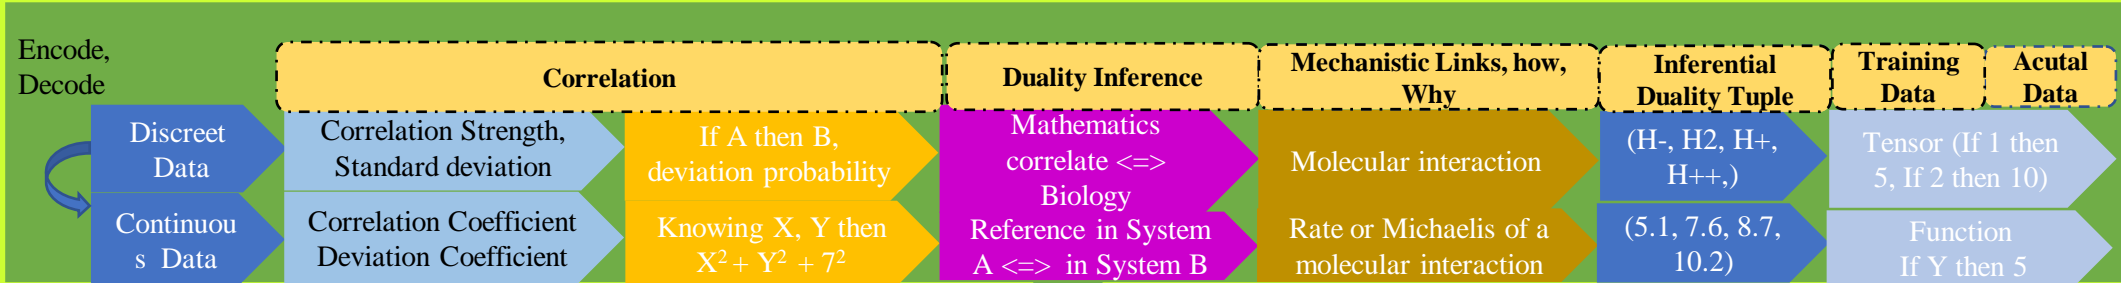 Encode,
Decode
Correlation
Duality Inference
Mechanistic Links, how,
Why
Inferential
Duality Tuple
Training
Data
Acutal
Data
Discreet
Data
Correlation Strength,
Standard deviation
If A then B,
deviation probability
Mathematics
correlate <=>
Biology
Molecular interaction
(H-, H2, H+,
H++,)
Tensor (If 1 then
5, If 2 then 10)
Continuou
s Data
Correlation Coefficient
Deviation Coefficient
Knowing X, Y then
X² + Y² + 7²
Reference in System
A <=> in System B
Rate or Michaelis of a
molecular interaction
(5.1, 7.6, 8.7,
10.2)
Function
If Y then 5